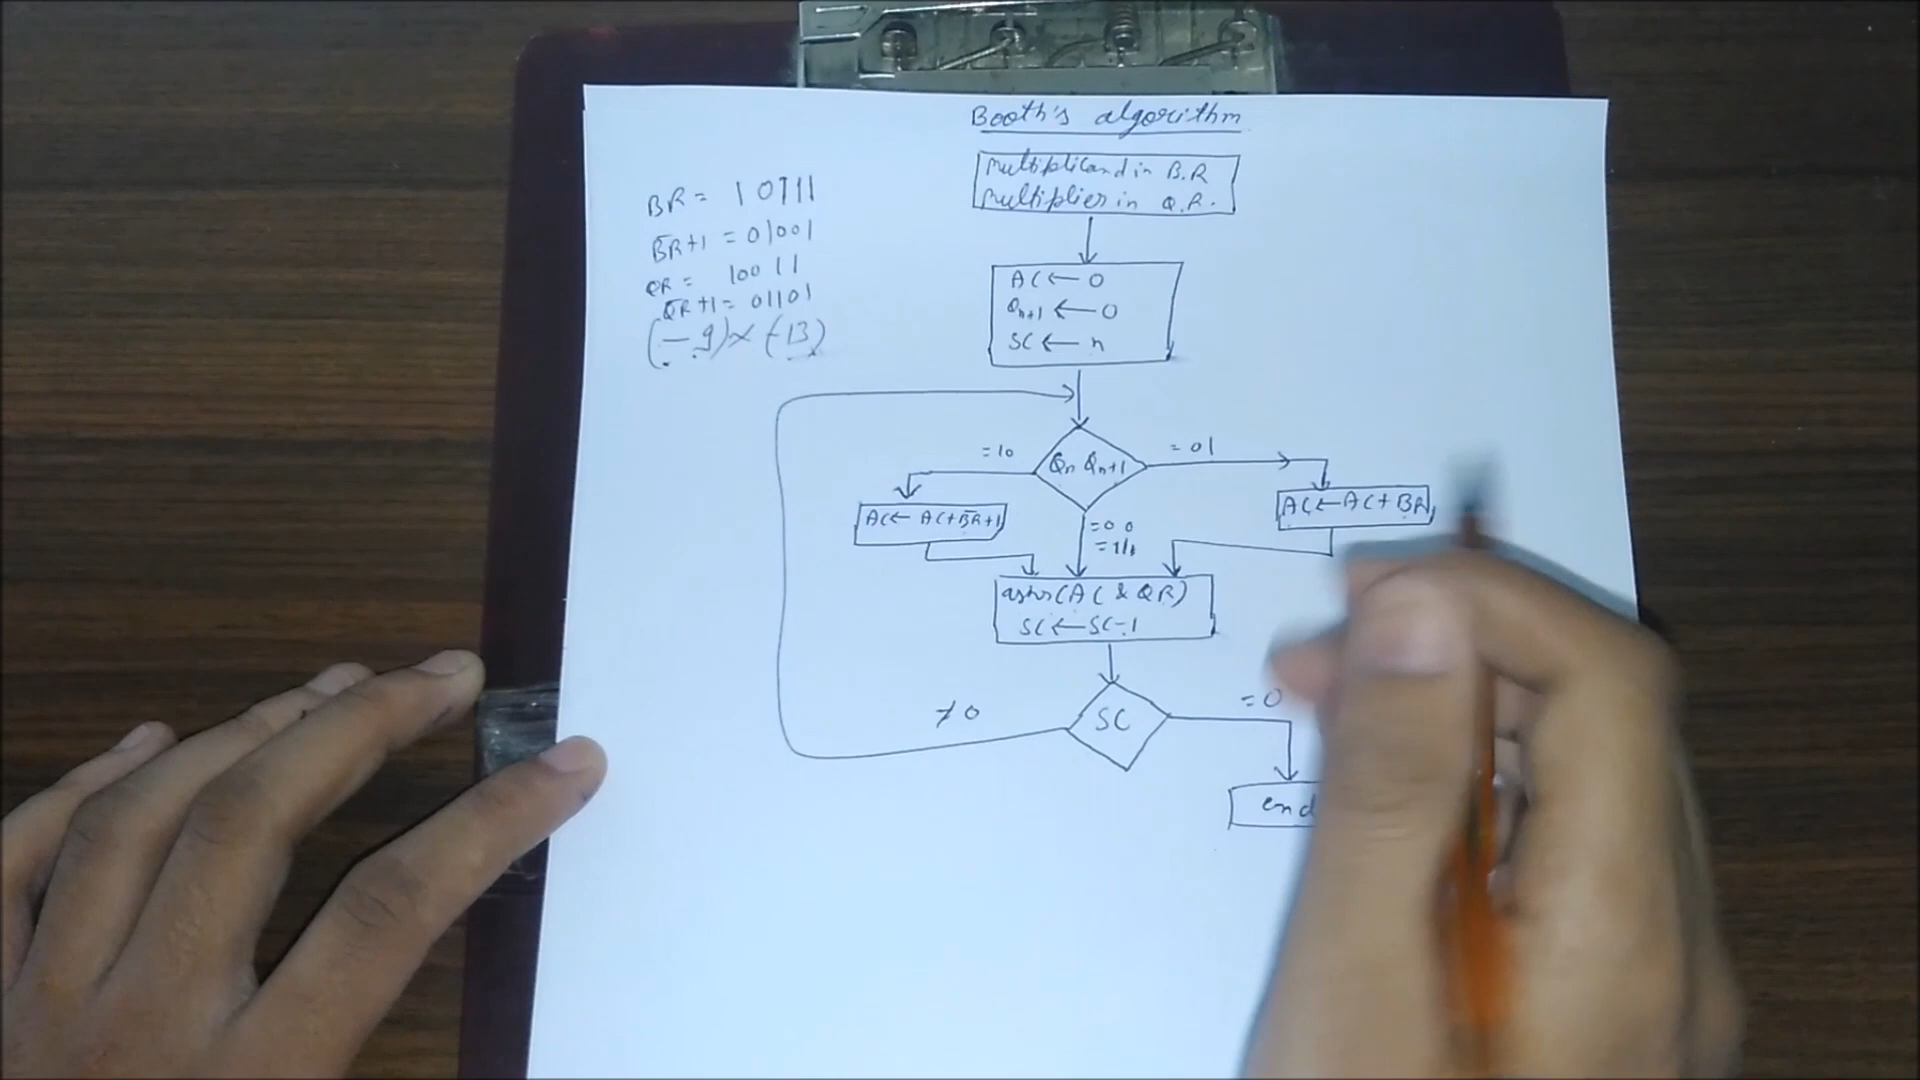 Booth's algorithm
multiplicand in B.R
multiplier in Q.R.
BR = 10111
B̅R̅+1 = 01001
QR = 10011
Q̅R̅+1 = 01101
(-9)×(-13)
AC ← 0
Qn+1 ← 0
SC ← n
Qn Qn+1
=10
=01
AC ← AC+B̅R̅+1
AC ← AC+BR
=00
=11
ashr(AC & QR)
SC ← SC-1
SC
≠0
=0
end